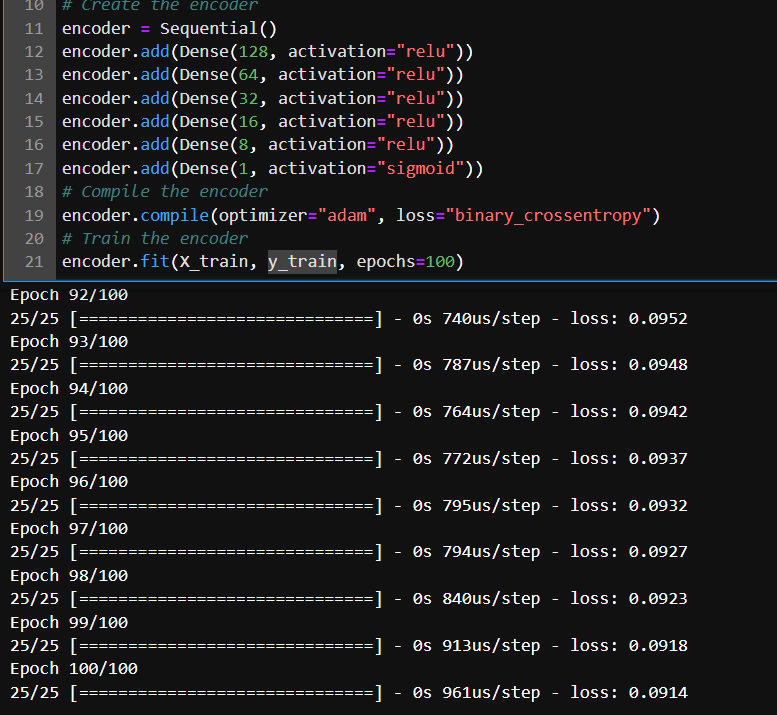 10 # Create the encoder
11 encoder = Sequential()
12 encoder.add(Dense(128, activation="relu"))
13 encoder.add(Dense(64, activation="relu"))
14 encoder.add(Dense(32, activation="relu"))
15 encoder.add(Dense(16, activation="relu"))
16 encoder.add(Dense(8, activation="relu"))
17 encoder.add(Dense(1, activation="sigmoid"))
18 # Compile the encoder
19 encoder.compile(optimizer="adam", loss="binary_crossentropy")
20 # Train the encoder
21 encoder.fit(X_train, y_train, epochs=100)
Epoch 92/100
25/25 [==============================] - 0s 740us/step - loss: 0.0952
Epoch 93/100
25/25 [==============================] - 0s 787us/step - loss: 0.0948
Epoch 94/100
25/25 [==============================] - 0s 764us/step - loss: 0.0942
Epoch 95/100
25/25 [==============================] - 0s 772us/step - loss: 0.0937
Epoch 96/100
25/25 [==============================] - 0s 795us/step - loss: 0.0932
Epoch 97/100
25/25 [==============================] - 0s 794us/step - loss: 0.0927
Epoch 98/100
25/25 [==============================] - 0s 840us/step - loss: 0.0923
Epoch 99/100
25/25 [==============================] - 0s 913us/step - loss: 0.0918
Epoch 100/100
25/25 [==============================] - 0s 961us/step - loss: 0.0914